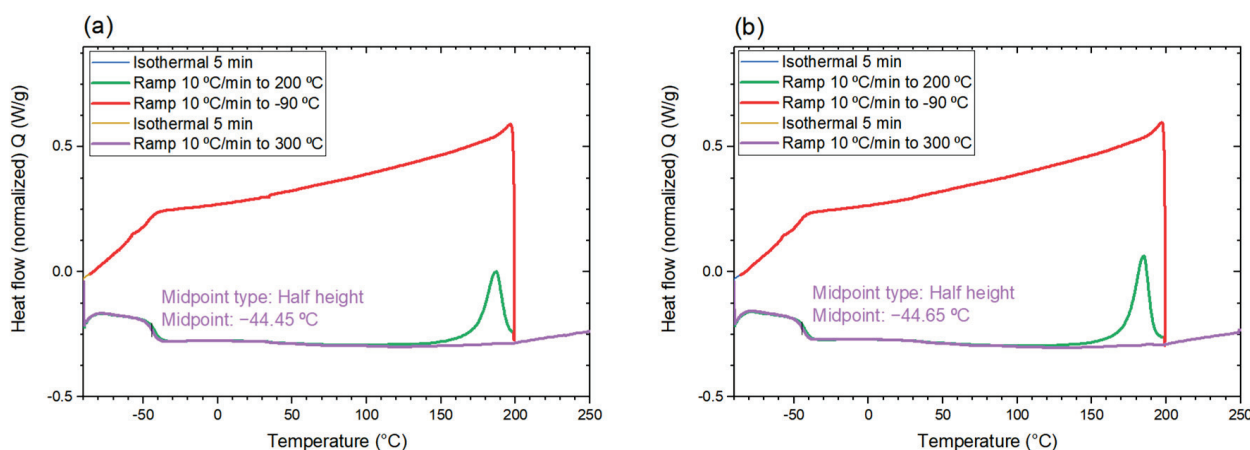 (a)
Isothermal 5 min
Ramp 10 ºC/min to 200 ºC
Ramp 10 ºC/min to -90 ºC
Isothermal 5 min
Ramp 10 ºC/min to 300 ºC
Heat flow (normalized) Q (W/g)
0.5
0.0
-0.5
Midpoint type: Half height
Midpoint: −44.45 ºC
-50 0 50 100 150 200 250
Temperature (°C)
(b)
Isothermal 5 min
Ramp 10 ºC/min to 200 ºC
Ramp 10 ºC/min to -90 ºC
Isothermal 5 min
Ramp 10 ºC/min to 300 ºC
Heat flow (normalized) Q (W/g)
0.5
0.0
-0.5
Midpoint type: Half height
Midpoint: −44.65 ºC
-50 0 50 100 150 200 250
Temperature (°C)